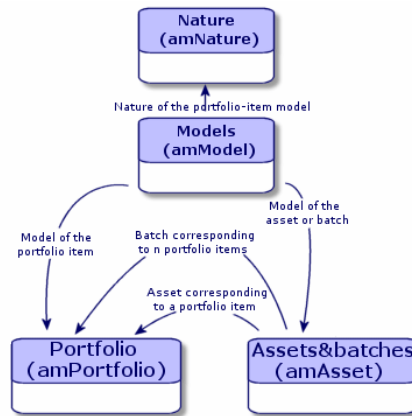 Nature
(amNature)
Nature of the portfolio-item model
Models
(amModel)
Model of the
asset or batch
Model of the
portfolio item
Batch corresponding
to n portfolio items
Asset corresponding
to a portfolio item
Portfolio
(amPortfolio)
Assets&batches
(amAsset)